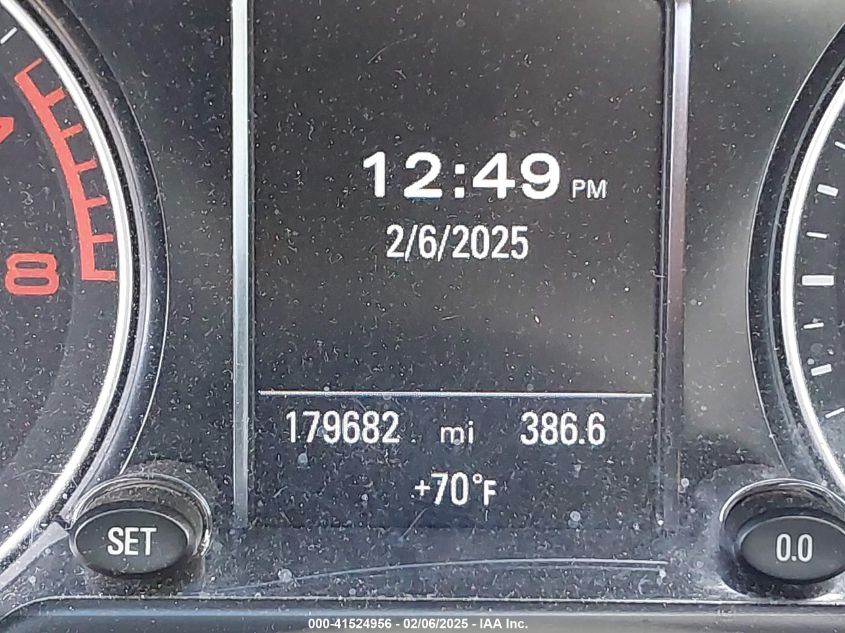 12:49 PM
2/6/2025
8
179682 mi 386.6
+70°F
SET
0.0
000-41524956 - 02/06/2025 - IAA Inc.